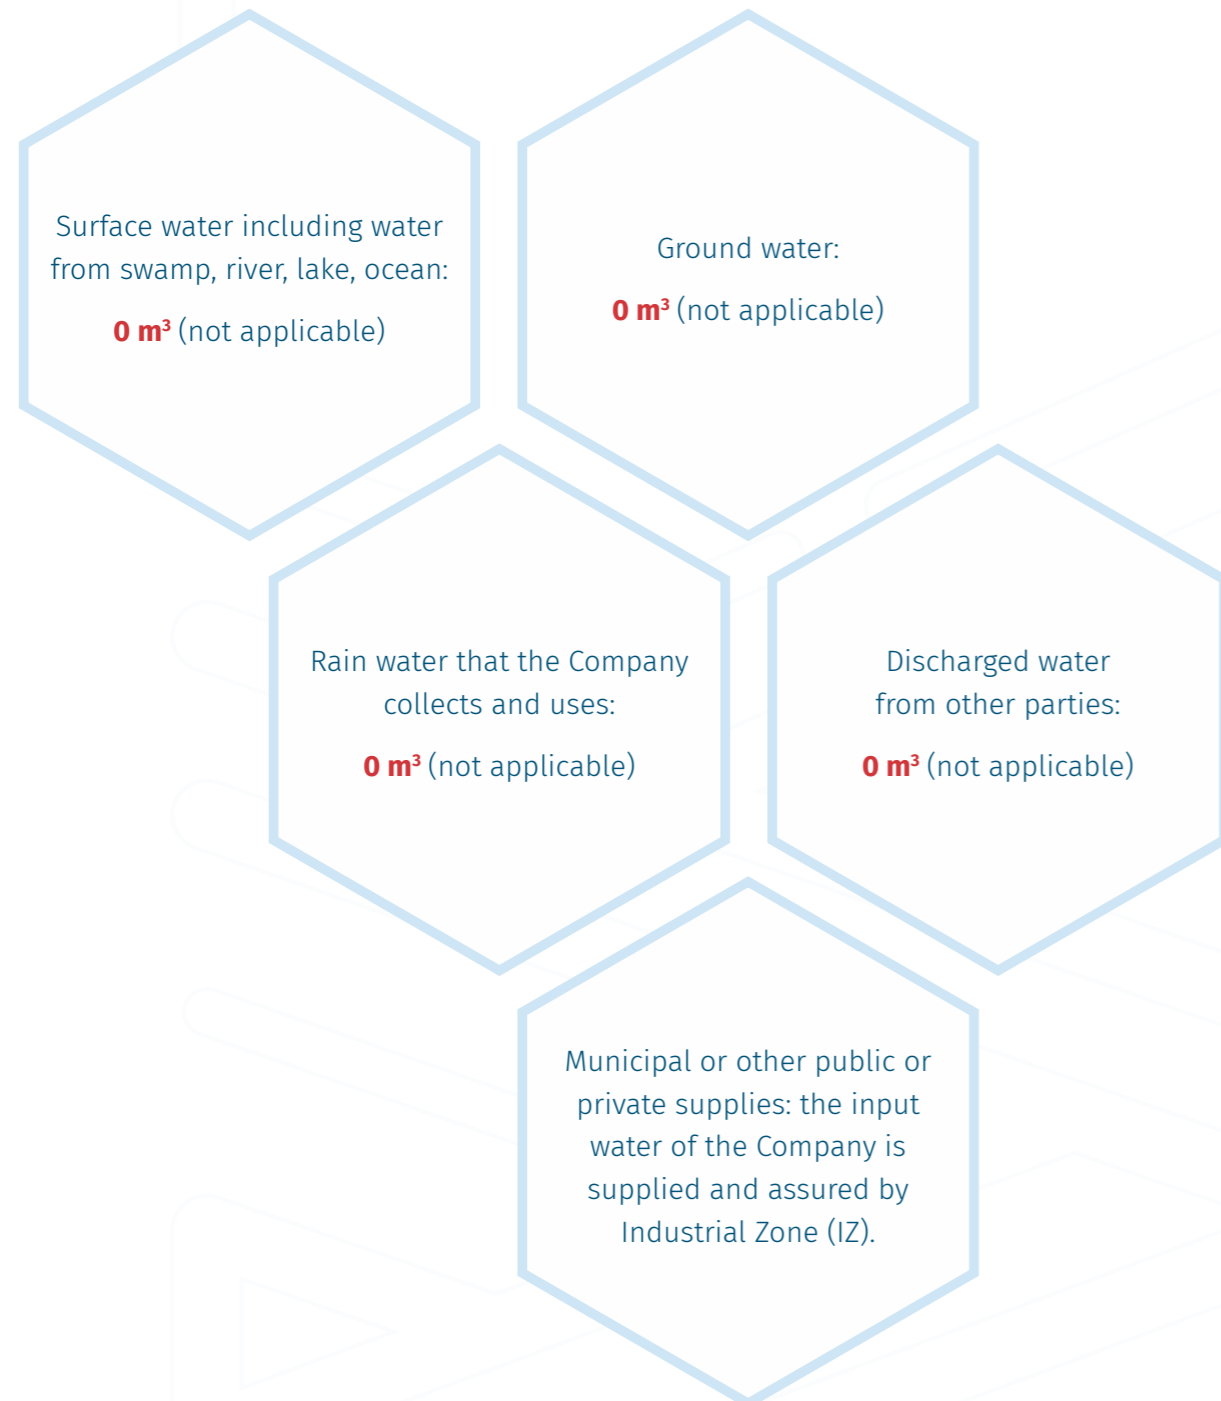 Surface water including water
from swamp, river, lake, ocean:
0 m³ (not applicable)
Ground water:
0 m³ (not applicable)
Rain water that the Company
collects and uses:
0 m³ (not applicable)
Discharged water
from other parties:
0 m³ (not applicable)
Municipal or other public or
private supplies: the input
water of the Company is
supplied and assured by
Industrial Zone (IZ).